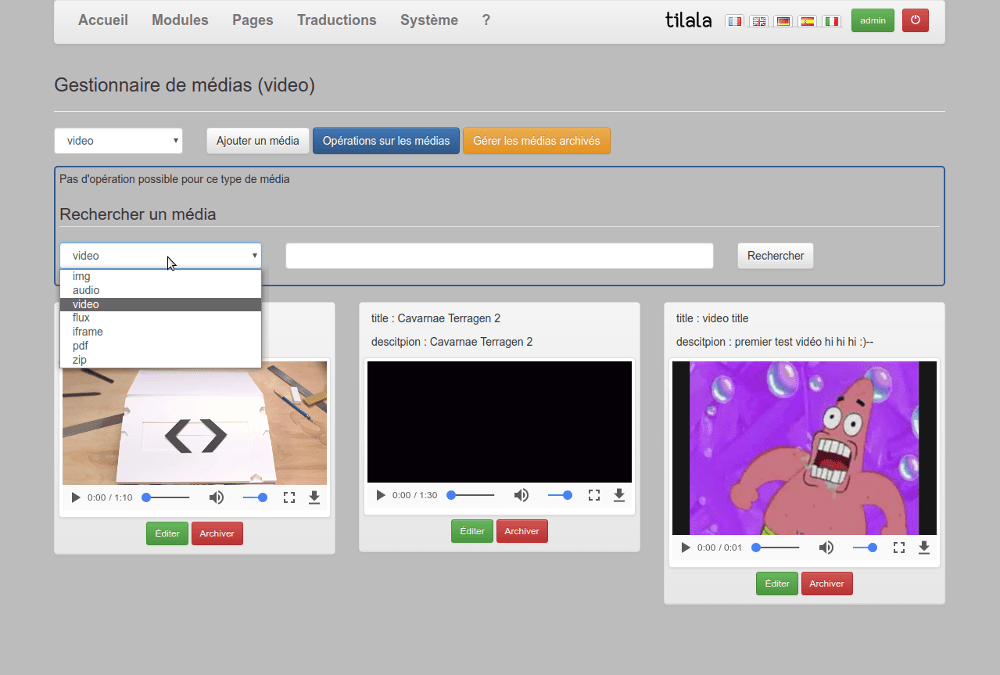 Accueil Modules Pages Traductions Système ? tilala admin
Gestionnaire de médias (video)
video Ajouter un média Opérations sur les médias Gérer les médias archivés
Pas d'opération possible pour ce type de média
Rechercher un média
video Rechercher
img
audio
video
flux
iframe
pdf
zip
title : Cavarnae Terragen 2
descitpion : Cavarnae Terragen 2
title : video title
descitpion : premier test vidéo hi hi hi :)--
0:00 / 1:10
Éditer Archiver
0:00 / 1:30
Éditer Archiver
0:00 / 0:01
Éditer Archiver